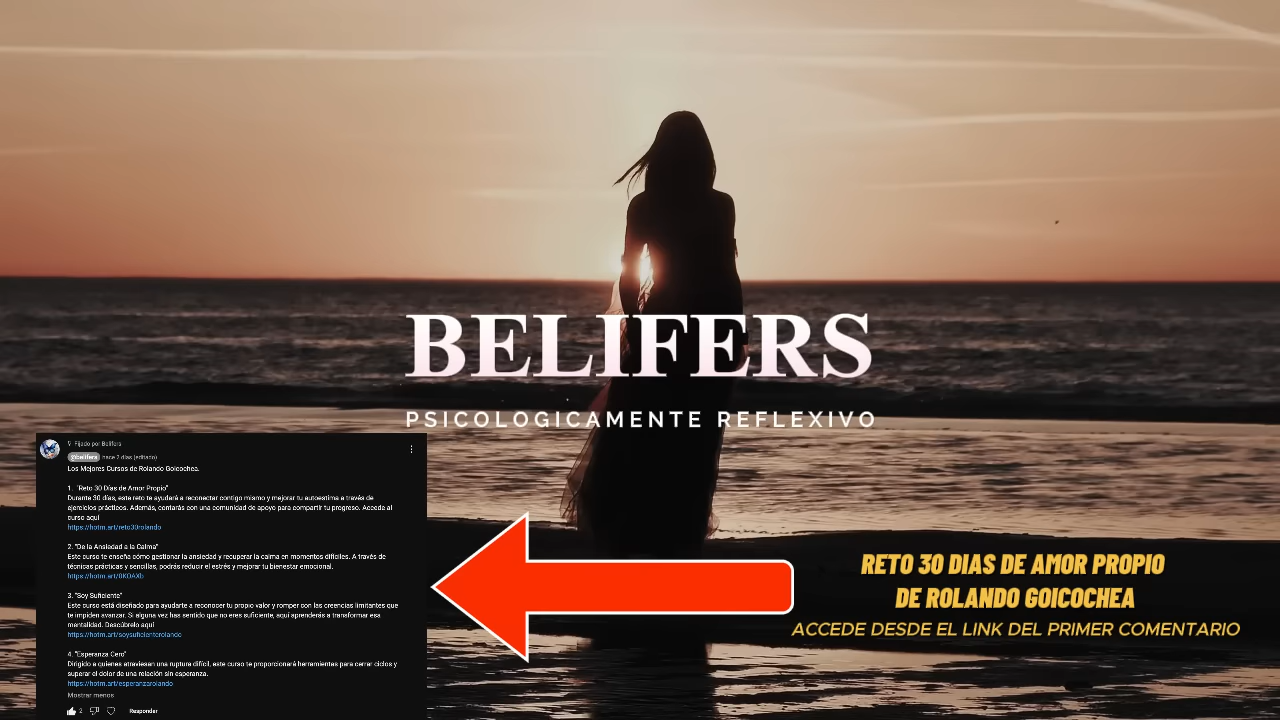 BELIFERS
PSICOLOGICAMENTE REFLEXIVO
Fijado por Belifers
@belifers hace 2 días (editado)
Los Mejores Cursos de Rolando Goicochea.
1. "Reto 30 Días de Amor Propio"
Durante 30 días, este reto te ayudará a reconectar contigo mismo y mejorar tu autoestima a través de
ejercicios prácticos. Además, contarás con una comunidad de apoyo para compartir tu progreso. Accede al
curso aquí
https://hotm.art/reto30rolando
2. "De la Ansiedad a la Calma"
Este curso te enseña cómo gestionar la ansiedad y recuperar la calma en momentos difíciles. A través de
técnicas prácticas y sencillas, podrás reducir el estrés y mejorar tu bienestar emocional.
https://hotm.art/0KOAXb
3. "Soy Suficiente"
Este curso está diseñado para ayudarte a reconocer tu propio valor y romper con las creencias limitantes que
te impiden avanzar. Si alguna vez has sentido que no eres suficiente, aquí aprenderás a transformar esa
mentalidad. Descúbrelo aquí
https://hotm.art/soysuficienterolando
4. "Esperanza Cero"
Dirigido a quienes atraviesan una ruptura difícil, este curso te proporcionará herramientas para cerrar ciclos y
superar el dolor de una relación sin esperanza.
https://hotm.art/esperanzarolando
Mostrar menos
2 Responder
RETO 30 DIAS DE AMOR PROPIO
DE ROLANDO GOICOCHEA
ACCEDE DESDE EL LINK DEL PRIMER COMENTARIO